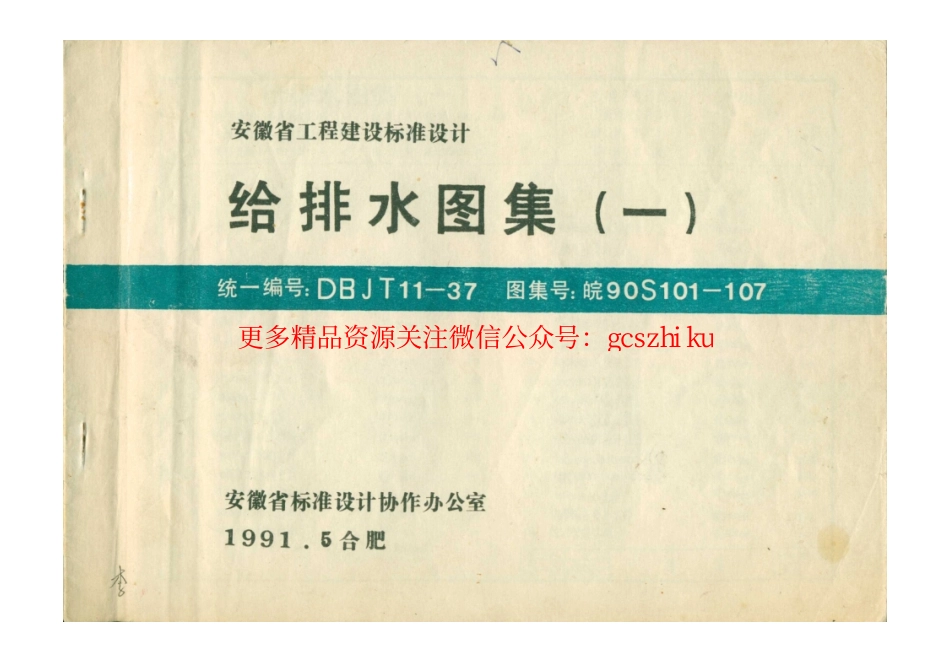 安徽省工程建设标准设计
给排水图集(一)
统一编号:DBJT11—37 图集号:皖90S101—107
更多精品资源关注微信公众号：gcszhiku
安徽省标准设计协作办公室
1991.5合肥
李